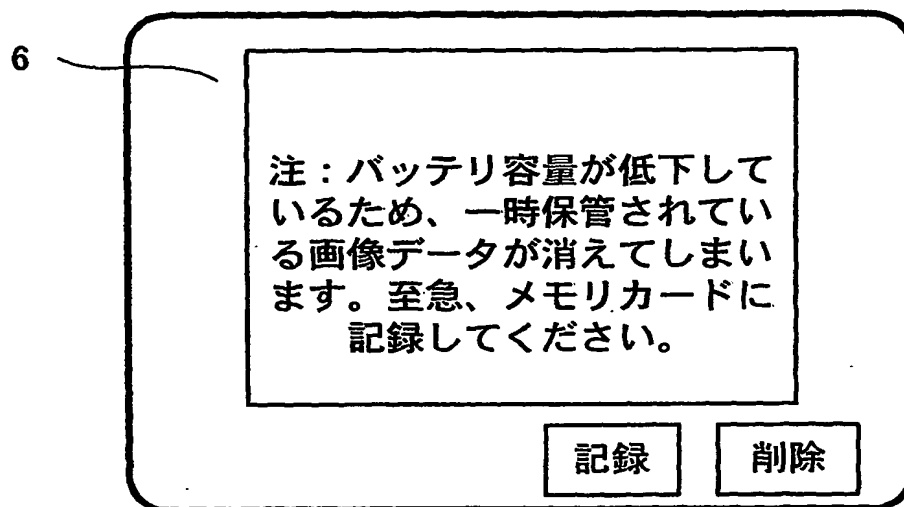 6
注：バッテリ容量が低下して
いるため、一時保管されてい
る画像データが消えてしまい
ます。至急、メモリカードに
記録してください。
記録 削除